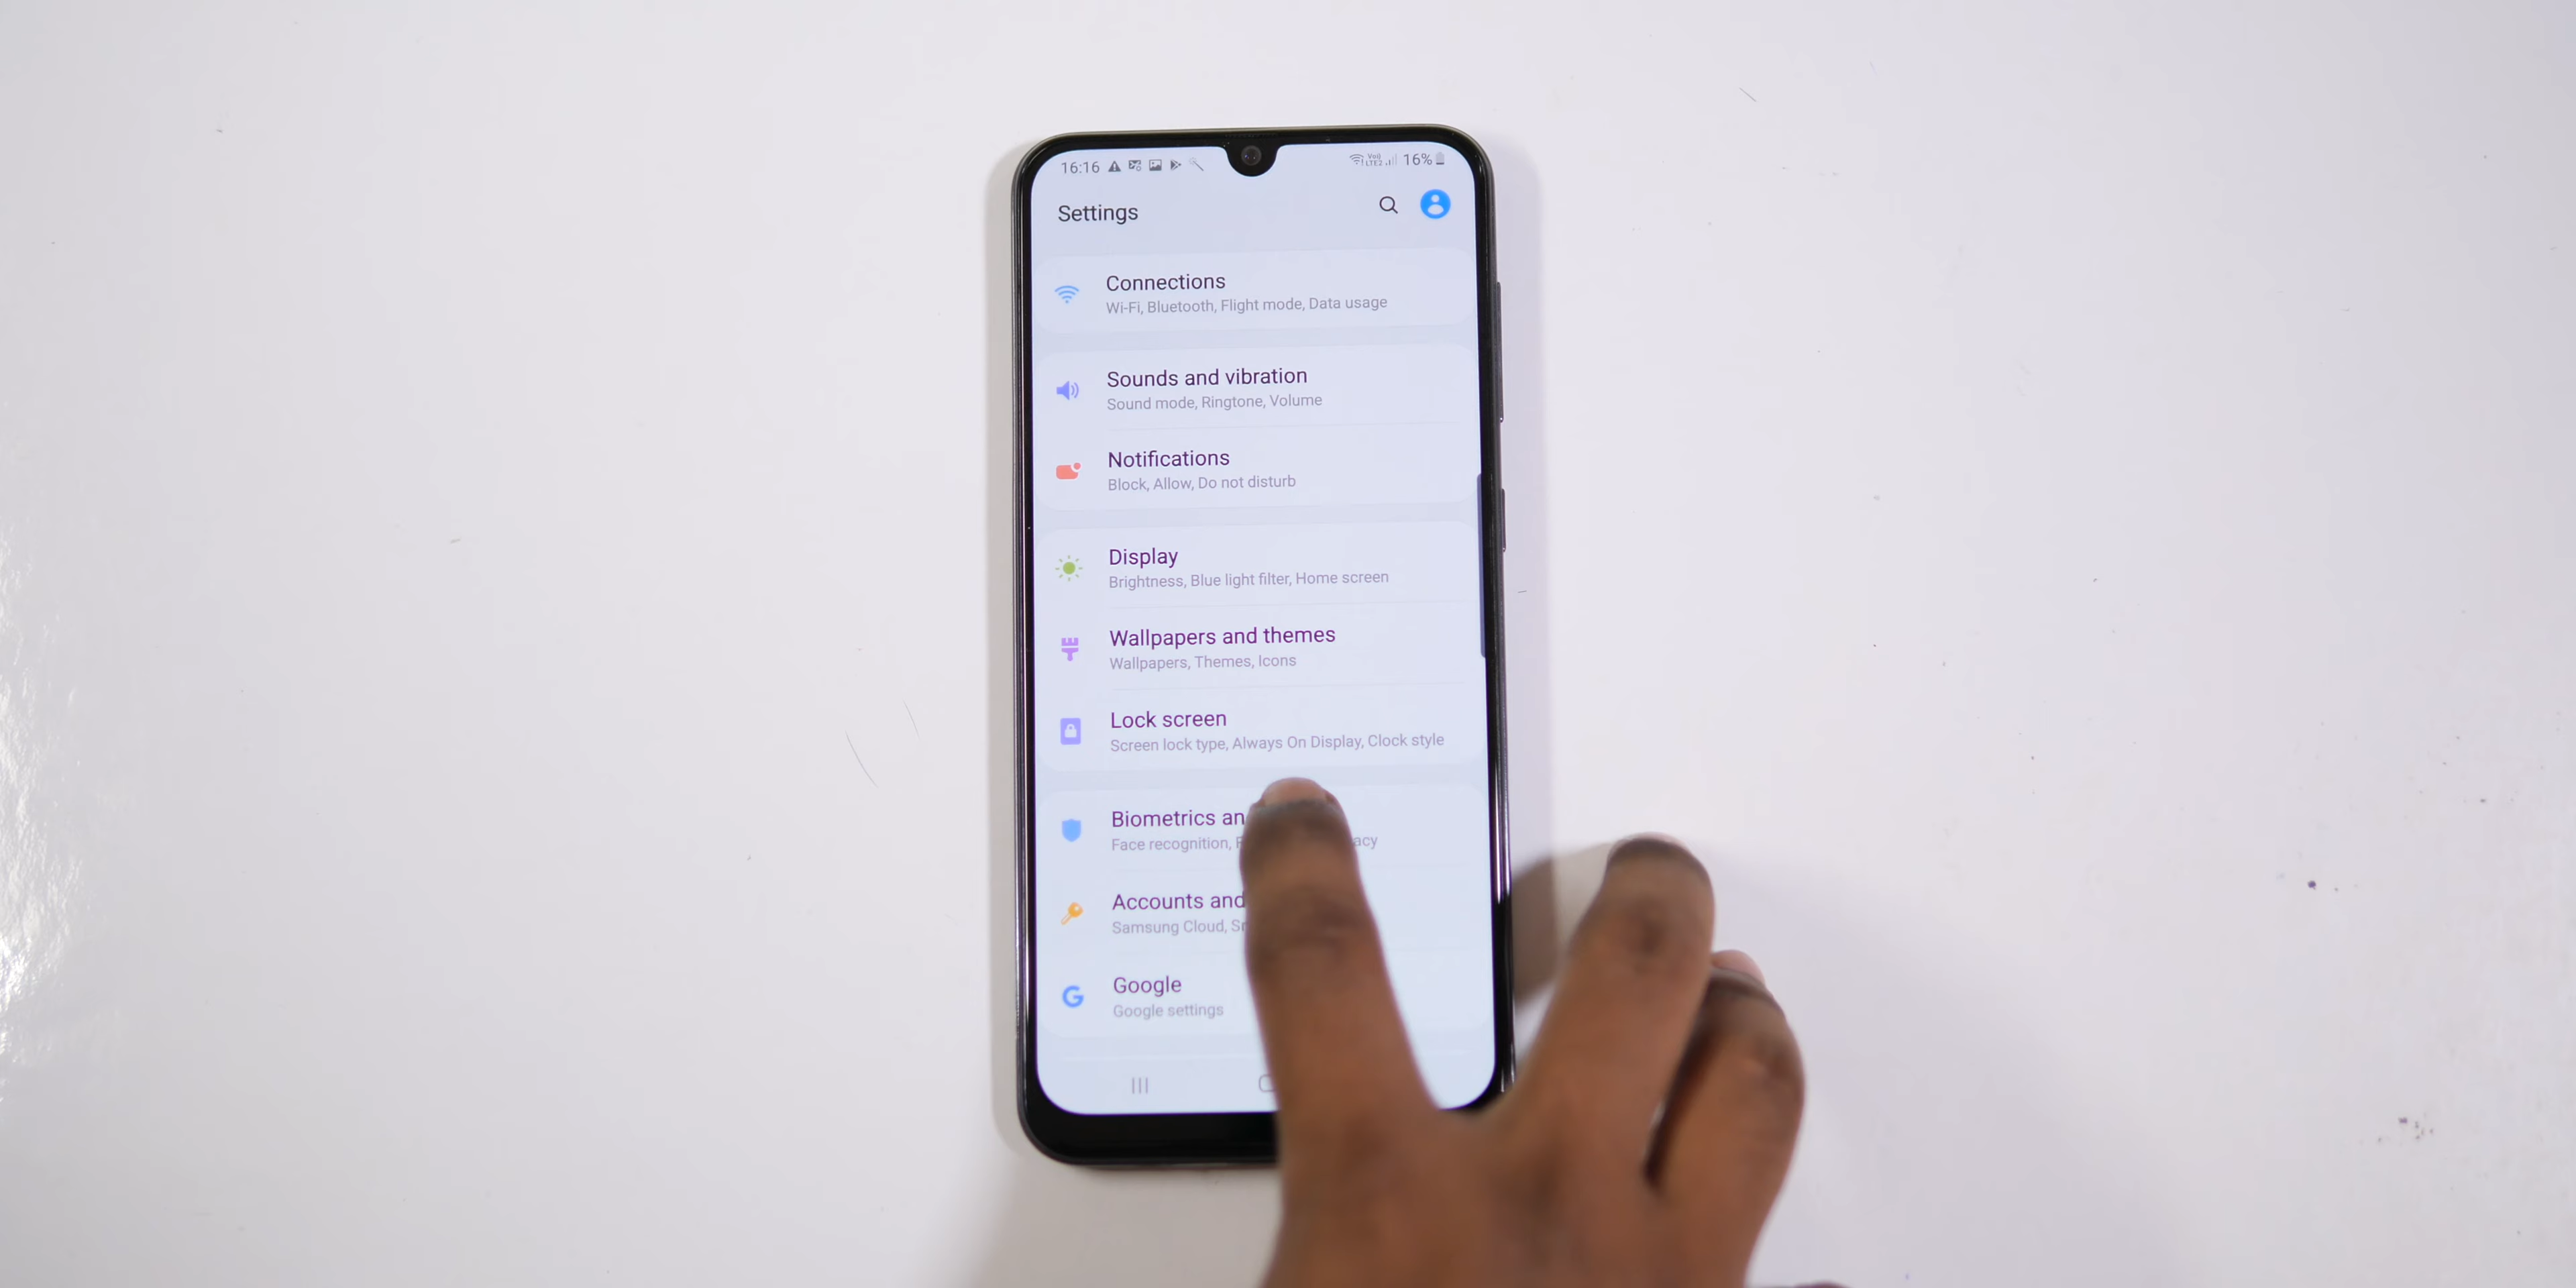 16:16
16%
Settings
Connections
Wi-Fi, Bluetooth, Flight mode, Data usage
Sounds and vibration
Sound mode, Ringtone, Volume
Notifications
Block, Allow, Do not disturb
Display
Brightness, Blue light filter, Home screen
Wallpapers and themes
Wallpapers, Themes, Icons
Lock screen
Screen lock type, Always On Display, Clock style
Biometrics
Face recognition,
Accounts and
Samsung Cloud,
Google
Google settings